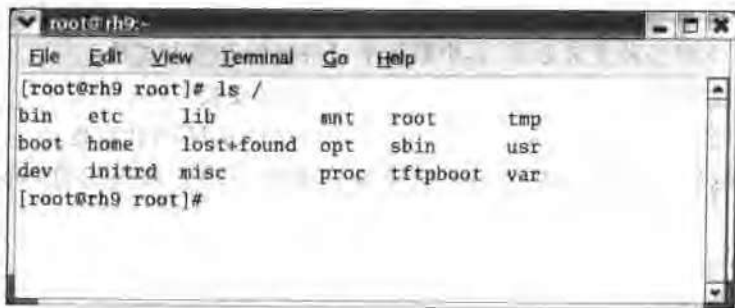 root@rh9:~
File Edit View Terminal Go Help
[root@rh9 root]# ls /
bin etc lib mnt root tmp
boot home lost+found opt sbin usr
dev initrd misc proc tftpboot var
[root@rh9 root]#